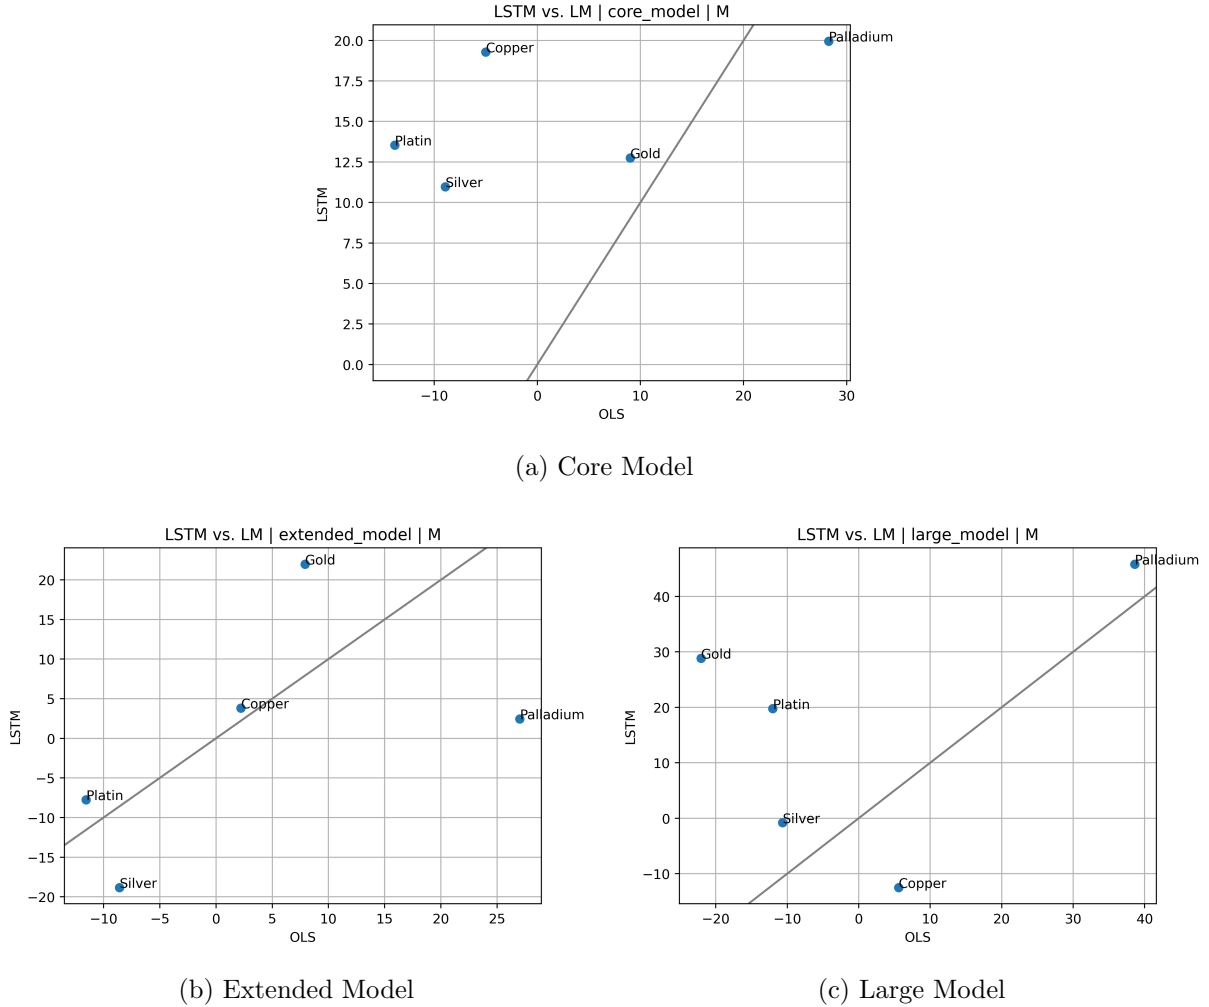 LSTM vs. LM | core_model | M
20.0
17.5
15.0
12.5
10.0
7.5
5.0
2.5
0.0
LSTM
Copper
Palladium
Platin
Gold
Silver
−10 0 10 20 30
OLS
(a) Core Model
LSTM vs. LM | extended_model | M
20
15
10
5
0
−5
−10
−15
−20
LSTM
Gold
Copper
Palladium
Platin
Silver
−10 −5 0 5 10 15 20 25
OLS
(b) Extended Model
LSTM vs. LM | large_model | M
40
30
20
10
0
−10
LSTM
Palladium
Gold
Platin
Silver
Copper
−20 −10 0 10 20 30 40
OLS
(c) Large Model